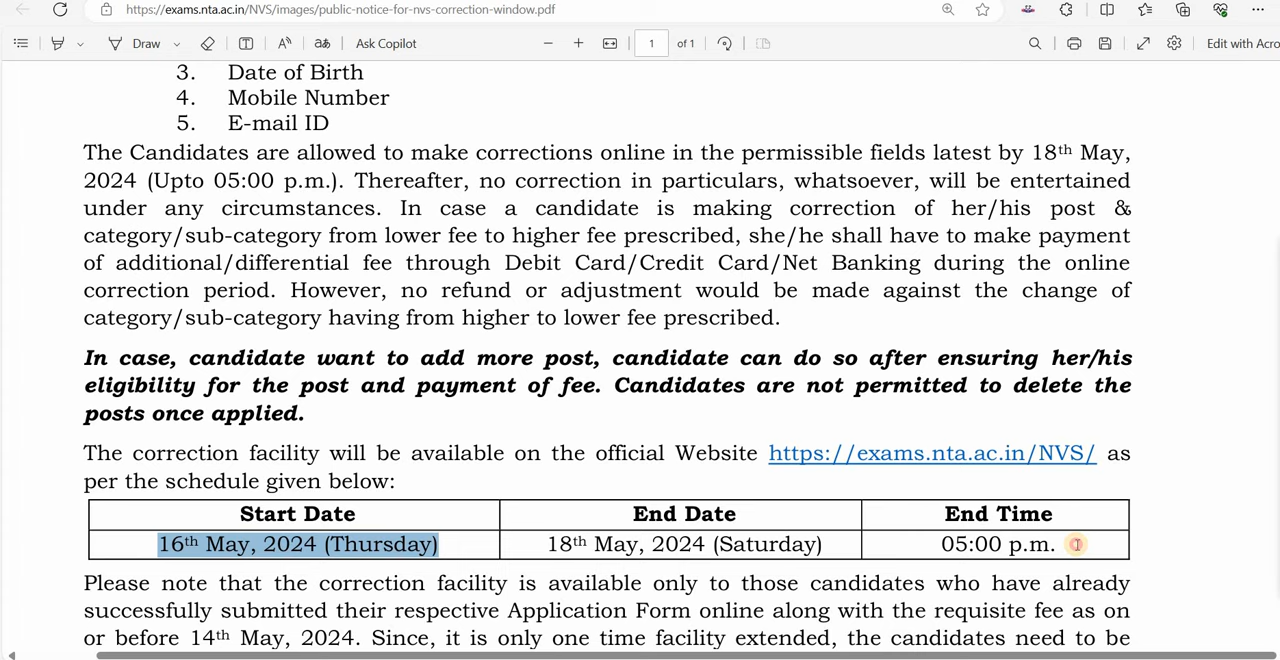 https://exams.nta.ac.in/NVS/images/public-notice-for-nvs-correction-window.pdf
Draw
aあ
Ask Copilot
1 of 1
Edit with Acro
3. Date of Birth
4. Mobile Number
5. E-mail ID
The Candidates are allowed to make corrections online in the permissible fields latest by 18th May,
2024 (Upto 05:00 p.m.). Thereafter, no correction in particulars, whatsoever, will be entertained
under any circumstances. In case a candidate is making correction of her/his post &
category/sub-category from lower fee to higher fee prescribed, she/he shall have to make payment
of additional/differential fee through Debit Card/Credit Card/Net Banking during the online
correction period. However, no refund or adjustment would be made against the change of
category/sub-category having from higher to lower fee prescribed.
In case, candidate want to add more post, candidate can do so after ensuring her/his
eligibility for the post and payment of fee. Candidates are not permitted to delete the
posts once applied.
The correction facility will be available on the official Website https://exams.nta.ac.in/NVS/ as
per the schedule given below:
Start Date End Date End Time
16th May, 2024 (Thursday) 18th May, 2024 (Saturday) 05:00 p.m.
Please note that the correction facility is available only to those candidates who have already
successfully submitted their respective Application Form online along with the requisite fee as on
or before 14th May, 2024. Since, it is only one time facility extended, the candidates need to be